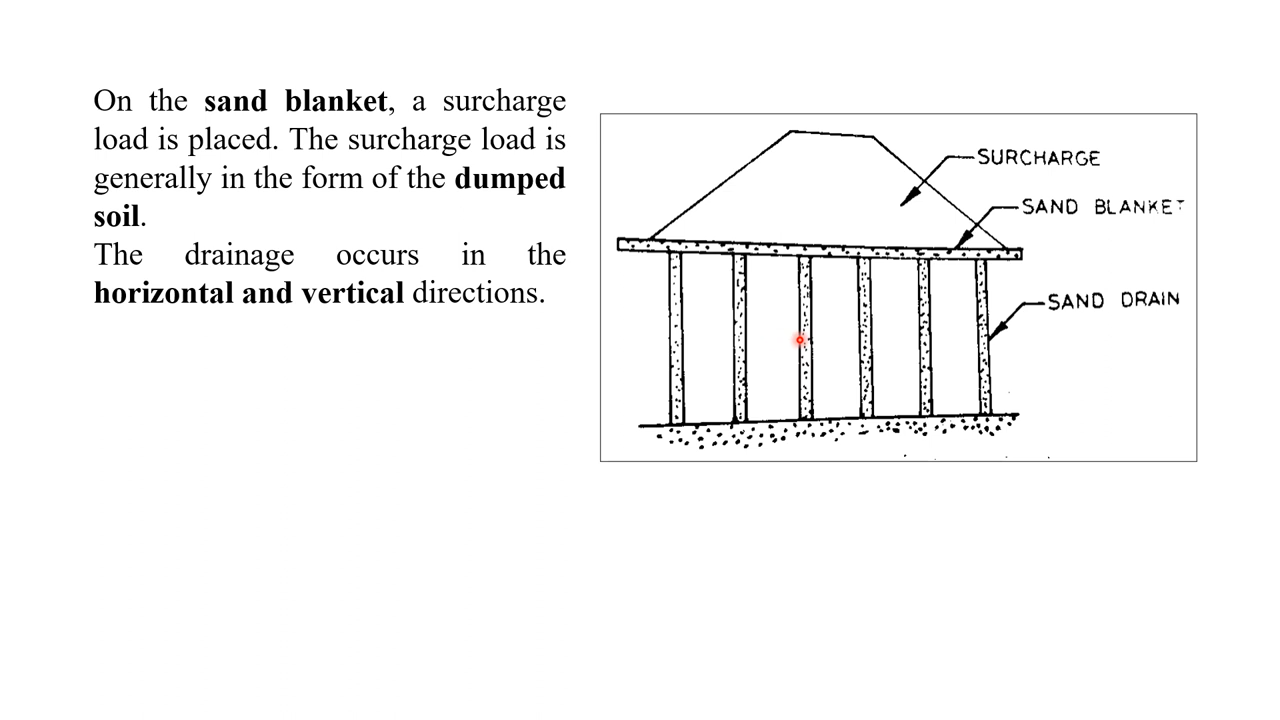 On the sand blanket, a surcharge
load is placed. The surcharge load is
generally in the form of the dumped
soil.
The drainage occurs in the
horizontal and vertical directions.
SURCHARGE
SAND BLANKET
SAND DRAIN